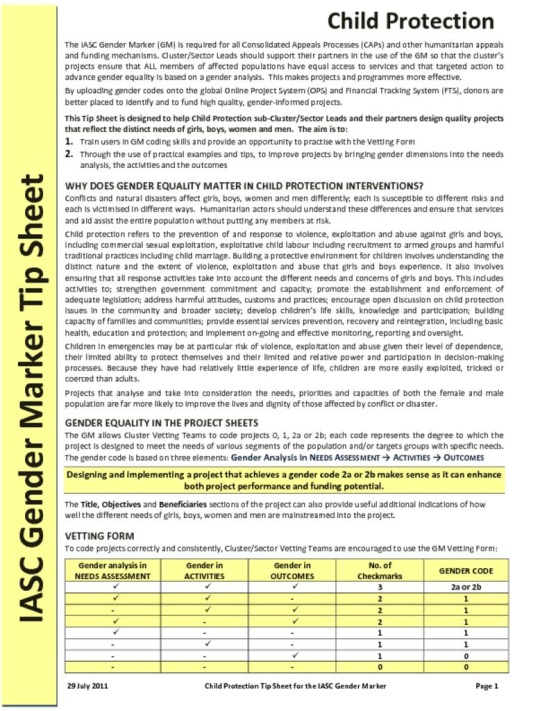 Child Protection
IASC Gender Marker Tip Sheet
The IASC Gender Marker (GM) is required for all Consolidated Appeals Processes (CAPs) and other humanitarian appeals
and funding mechanisms. Cluster/Sector Leads should support their partners in the use of the GM so that the cluster's
projects ensure that ALL members of affected populations have equal access to services and that targeted action to
advance gender equality is based on a gender analysis. This makes projects and programmes more effective.
By uploading gender codes onto the global Online Project System (OPS) and Financial Tracking System (FTS), donors are
better placed to identify and to fund high quality, gender-informed projects.
This Tip Sheet is designed to help Child Protection sub-Cluster/Sector Leads and their partners design quality projects
that reflect the distinct needs of girls, boys, women and men. The aim is to:
1. Train users in GM coding skills and provide an opportunity to practise with the Vetting Form
2. Through the use of practical examples and tips, to improve projects by bringing gender dimensions into the needs
analysis, the activities and the outcomes
WHY DOES GENDER EQUALITY MATTER IN CHILD PROTECTION INTERVENTIONS?
Conflicts and natural disasters affect girls, boys, women and men differently; each is susceptible to different risks and
each is victimised in different ways. Humanitarian actors should understand these differences and ensure that services
and aid assist the entire population without putting any members at risk.
Child protection refers to the prevention of and response to violence, exploitation and abuse against girls and boys,
including commercial sexual exploitation, exploitative child labour including recruitment to armed groups and harmful
traditional practices including child marriage. Building a protective environment for children involves understanding the
distinct nature and the extent of violence, exploitation and abuse that girls and boys experience. It also involves
ensuring that all response activities take into account the different needs and concerns of girls and boys. This includes
activities to; strengthen government commitment and capacity; promote the establishment and enforcement of
adequate legislation; address harmful attitudes, customs and practices; encourage open discussion on child protection
issues in the community and broader society; develop children's life skills, knowledge and participation; building
capacity of families and communities; provide essential services prevention, recovery and reintegration, including basic
health, education and protection; and implement on-going and effective monitoring, reporting and oversight.
Children in emergencies may be at particular risk of violence, exploitation and abuse given their level of dependence,
their limited ability to protect themselves and their limited and relative power and participation in decision-making
processes. Because they have had relatively little experience of life, children are more easily exploited, tricked or
coerced than adults.
Projects that analyse and take into consideration the needs, priorities and capacities of both the female and male
population are far more likely to improve the lives and dignity of those affected by conflict or disaster.
GENDER EQUALITY IN THE PROJECT SHEETS
The GM allows Cluster Vetting Teams to code projects 0, 1, 2a or 2b; each code represents the degree to which the
project is designed to meet the needs of various segments of the population and/or targets groups with specific needs.
The gender code is based on three elements: Gender Analysis in NEEDS ASSESSMENT → ACTIVITIES → OUTCOMES
Designing and implementing a project that achieves a gender code 2a or 2b makes sense as it can enhance
both project performance and funding potential.
The Title, Objectives and Beneficiaries sections of the project can also provide useful additional indications of how
well the different needs of girls, boys, women and men are mainstreamed into the project.
VETTING FORM
To code projects correctly and consistently, Cluster/Sector Vetting Teams are encouraged to use the GM Vetting Form:
Gender analysis in NEEDS ASSESSMENT Gender in ACTIVITIES Gender in OUTCOMES No. of Checkmarks GENDER CODE
✓ ✓ ✓ 3 2a or 2b
✓ ✓ - 2 1
- ✓ ✓ 2 1
✓ - ✓ 2 1
✓ - - 1 1
- ✓ - 1 1
- - ✓ 1 0
- - - 0 0
29 July 2011 Child Protection Tip Sheet for the IASC Gender Marker Page 1